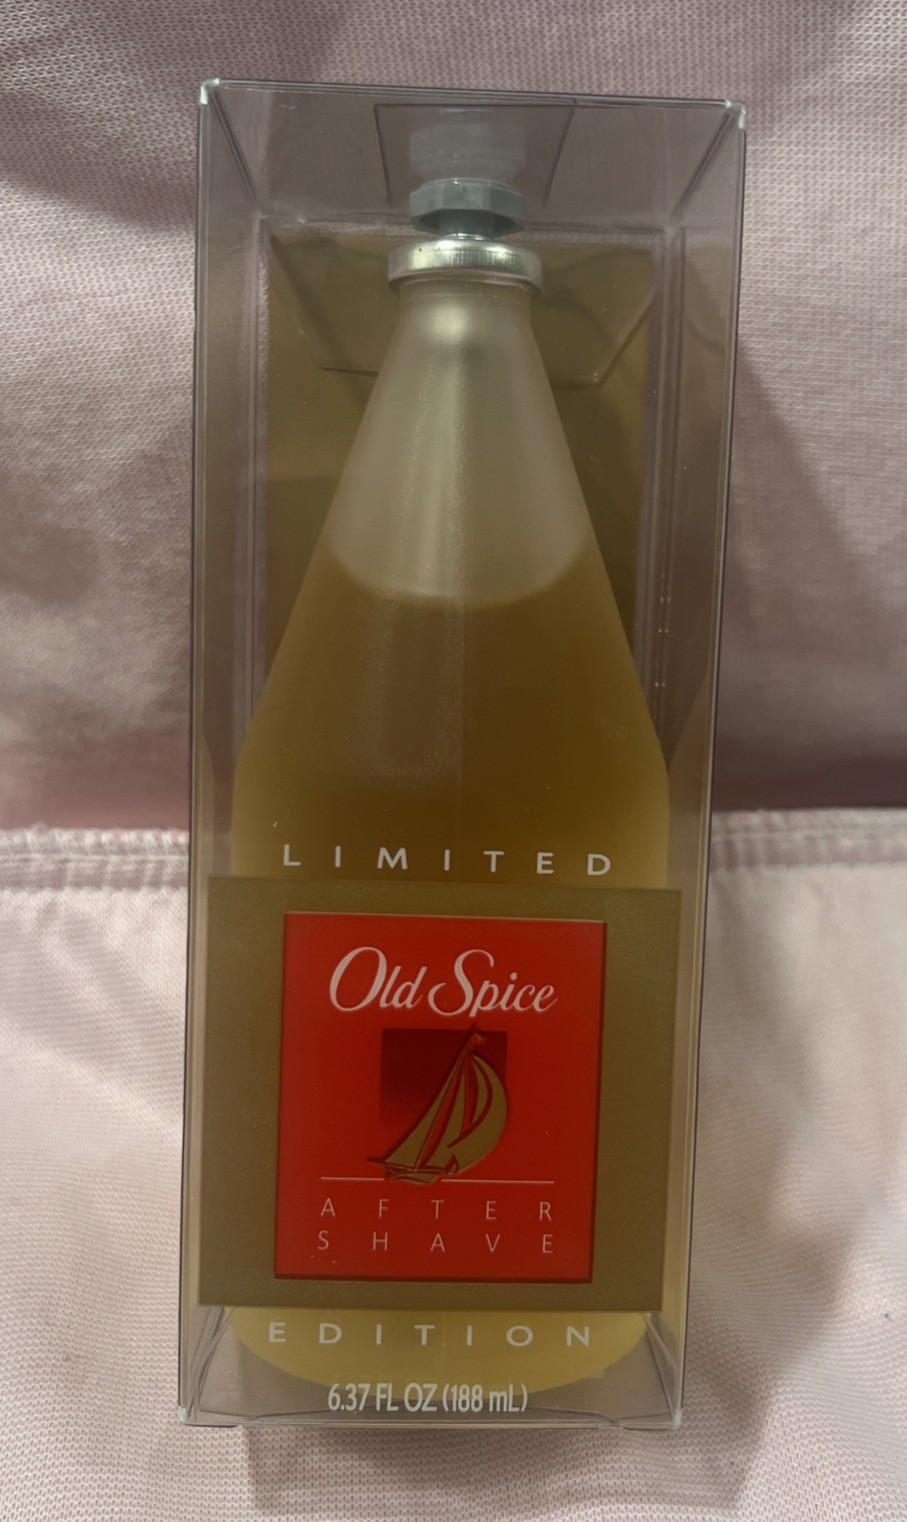 LIMITED
Old Spice
AFTER
SHAVE
EDITION
6.37 FL OZ (188 mL)